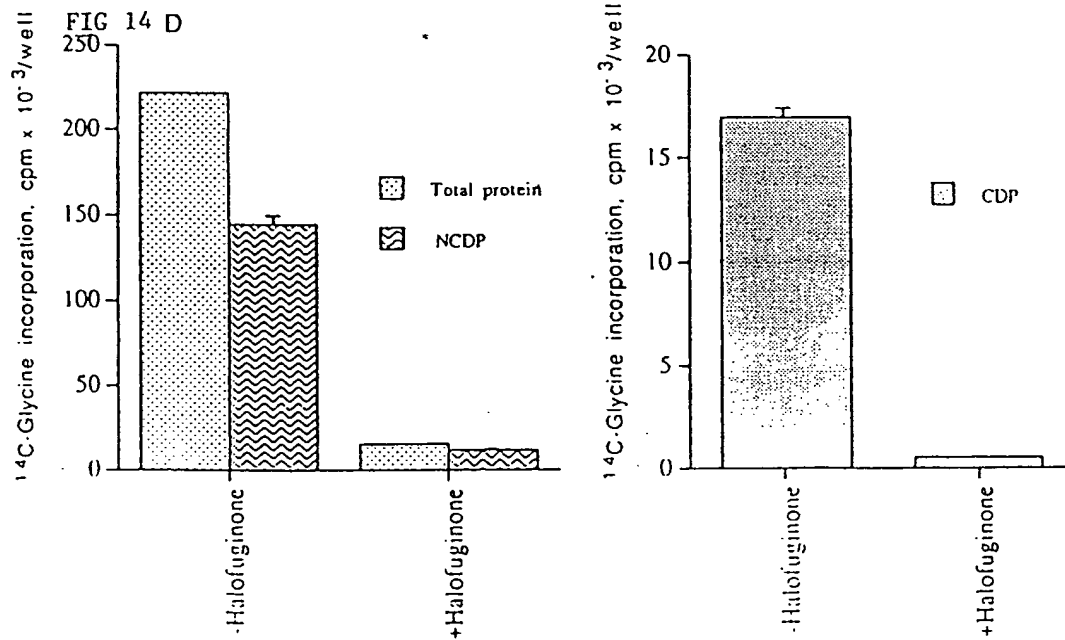 FIG 14 D
¹⁴C-Glycine incorporation, cpm x 10⁻³/well
250
200
150
100
50
0
Total protein
NCDP
-Halofuginone
+Halofuginone
¹⁴C-Glycine incorporation, cpm x 10⁻³/well
20
15
10
5
0
CDP
-Halofuginone
+Halofuginone